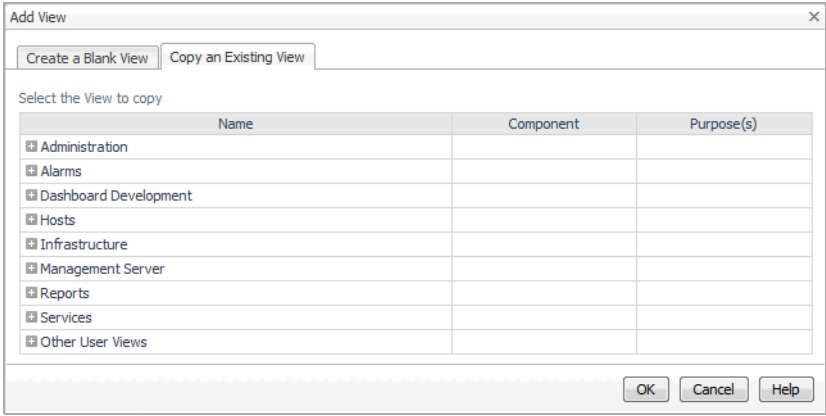 Add View
Create a Blank View Copy an Existing View
Select the View to copy
Name Component Purpose(s)
Administration
Alarms
Dashboard Development
Hosts
Infrastructure
Management Server
Reports
Services
Other User Views
OK Cancel Help